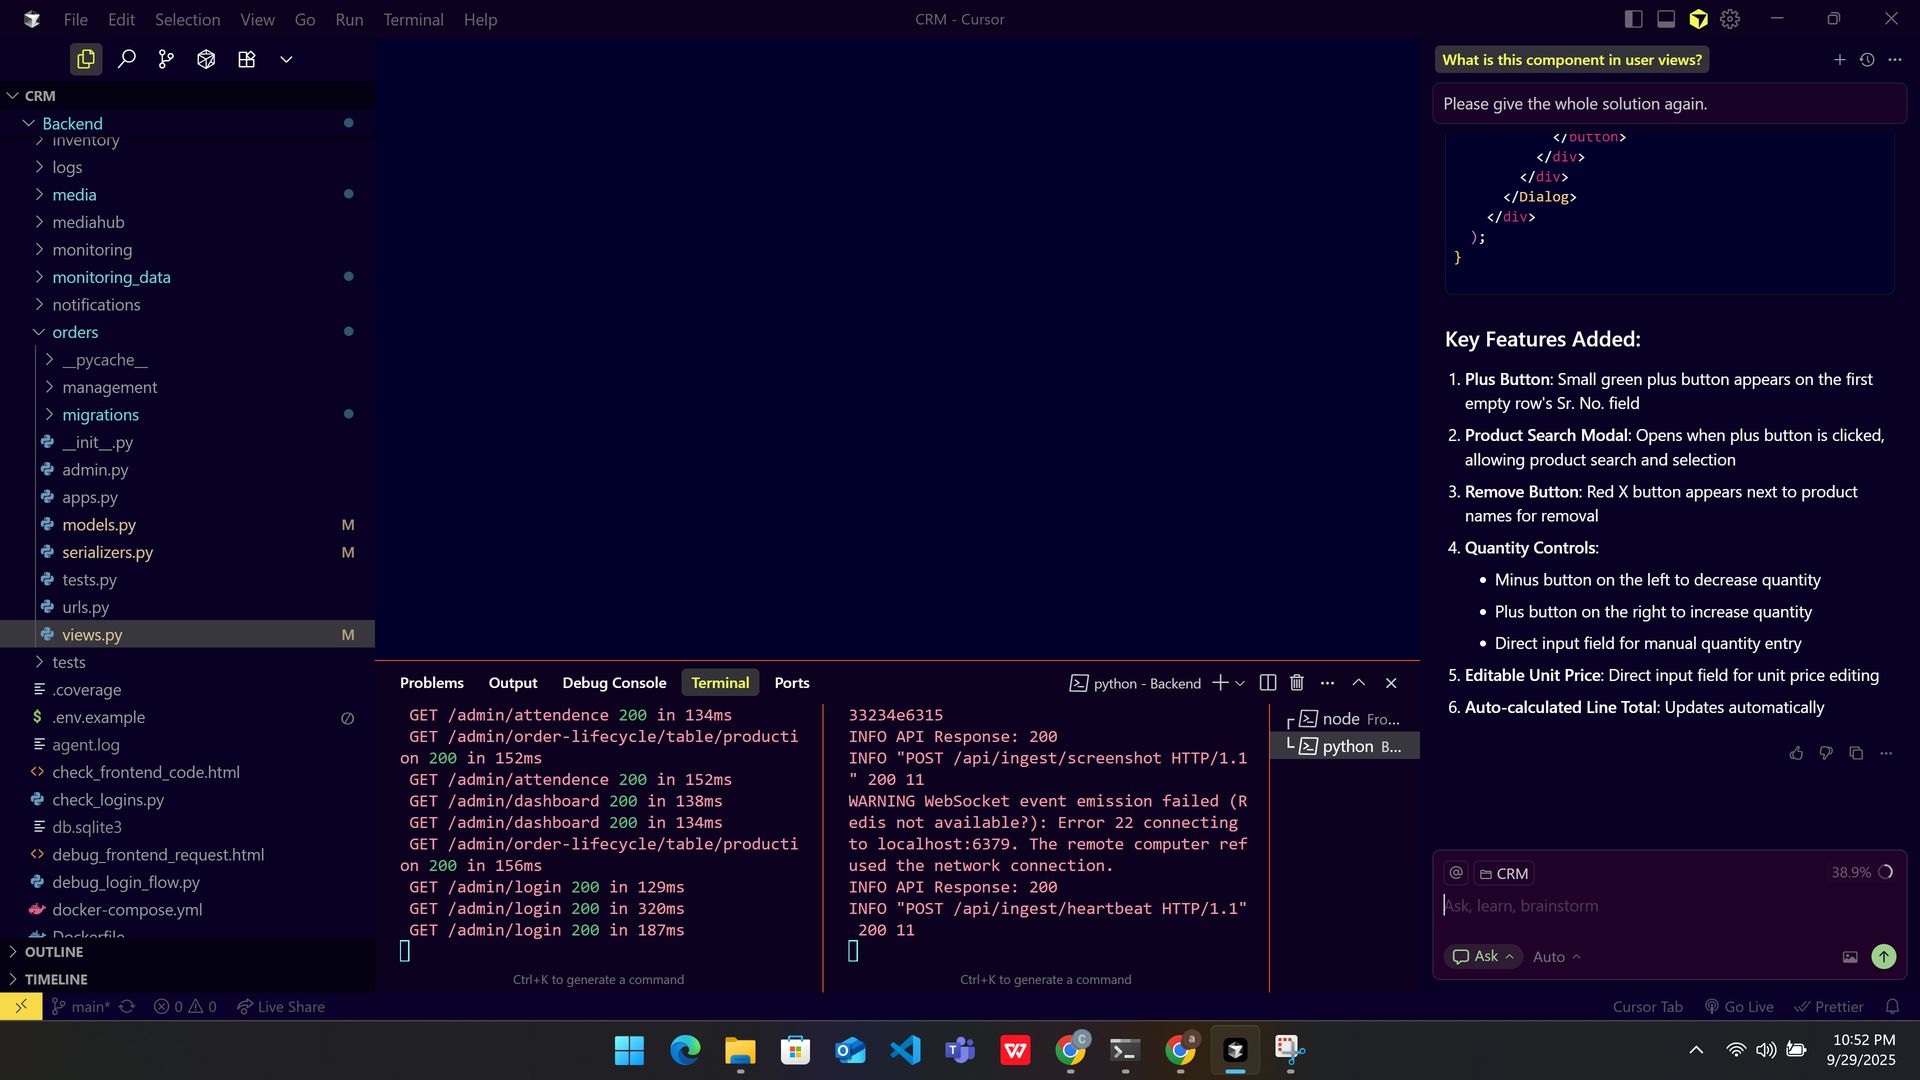 File Edit Selection View Go Run Terminal Help
CRM - Cursor
CRM
Backend
inventory
logs
media
mediahub
monitoring
monitoring_data
notifications
orders
__pycache__
management
migrations
__init__.py
admin.py
apps.py
models.py M
serializers.py M
tests.py
urls.py
views.py M
tests
.coverage
.env.example
agent.log
check_frontend_code.html
check_logins.py
db.sqlite3
debug_frontend_request.html
debug_login_flow.py
docker-compose.yml
Dockerfile
OUTLINE
TIMELINE
Problems Output Debug Console Terminal Ports
python - Backend
GET /admin/attendence 200 in 134ms
GET /admin/order-lifecycle/table/producti
on 200 in 152ms
GET /admin/attendence 200 in 152ms
GET /admin/dashboard 200 in 138ms
GET /admin/dashboard 200 in 134ms
GET /admin/order-lifecycle/table/producti
on 200 in 156ms
GET /admin/login 200 in 129ms
GET /admin/login 200 in 320ms
GET /admin/login 200 in 187ms
Ctrl+K to generate a command
33234e6315
INFO API Response: 200
INFO "POST /api/ingest/screenshot HTTP/1.1
" 200 11
WARNING WebSocket event emission failed (R
edis not available?): Error 22 connecting
to localhost:6379. The remote computer ref
used the network connection.
INFO API Response: 200
INFO "POST /api/ingest/heartbeat HTTP/1.1"
200 11
Ctrl+K to generate a command
node Fro...
python B...
What is this component in user views?
Please give the whole solution again.
</button>
</div>
</div>
</Dialog>
</div>
);
}
Key Features Added:
1. Plus Button: Small green plus button appears on the first
empty row's Sr. No. field
2. Product Search Modal: Opens when plus button is clicked,
allowing product search and selection
3. Remove Button: Red X button appears next to product
names for removal
4. Quantity Controls:
• Minus button on the left to decrease quantity
• Plus button on the right to increase quantity
• Direct input field for manual quantity entry
5. Editable Unit Price: Direct input field for unit price editing
6. Auto-calculated Line Total: Updates automatically
@ CRM 38.9%
Ask, learn, brainstorm
Ask Auto
main* 0 0 Live Share
Cursor Tab Go Live Prettier
10:52 PM
9/29/2025